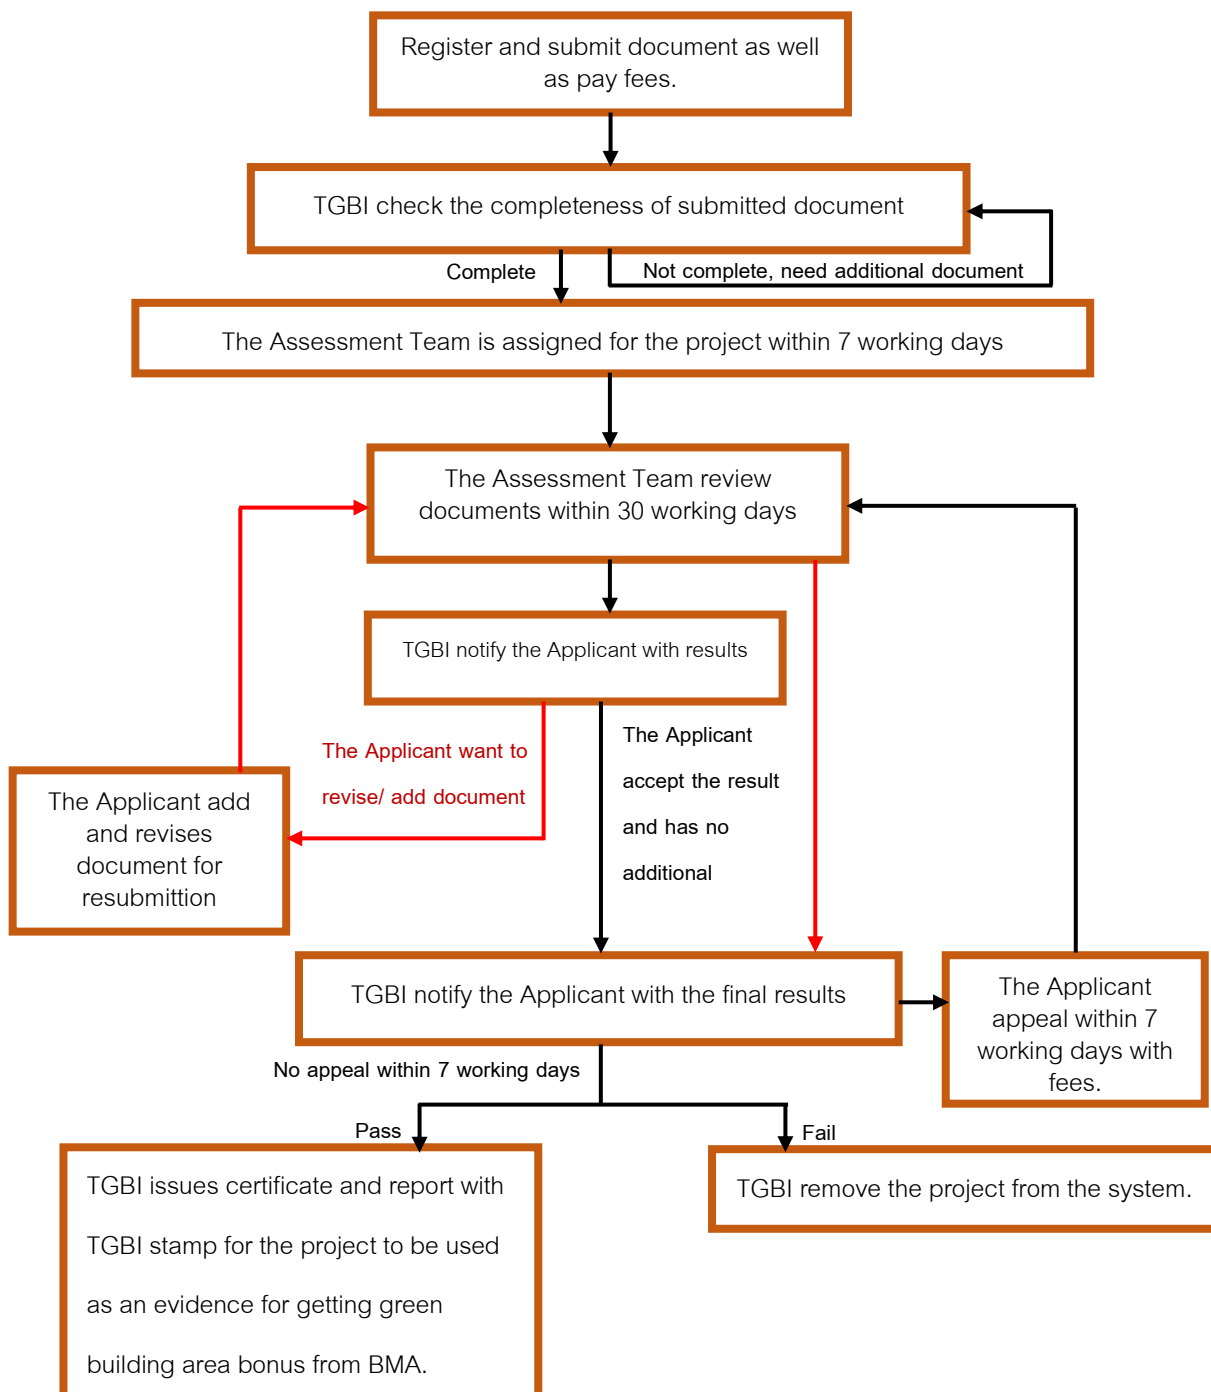 Register and submit document as well
as pay fees.
TGBI check the completeness of submitted document
Complete
Not complete, need additional document
The Assessment Team is assigned for the project within 7 working days
The Assessment Team review
documents within 30 working days
TGBI notify the Applicant with results
The Applicant want to
revise/ add document
The Applicant
accept the result
and has no
additional
The Applicant add
and revises
document for
resubmittion
TGBI notify the Applicant with the final results
The Applicant
appeal within 7
working days with
fees.
No appeal within 7 working days
Pass
Fail
TGBI issues certificate and report with
TGBI stamp for the project to be used
as an evidence for getting green
building area bonus from BMA.
TGBI remove the project from the system.